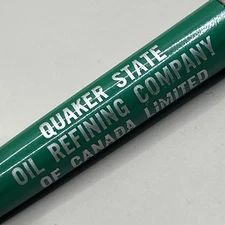 QUAKER STATE
OIL REFINING COMPANY
OF CANADA LIMITED